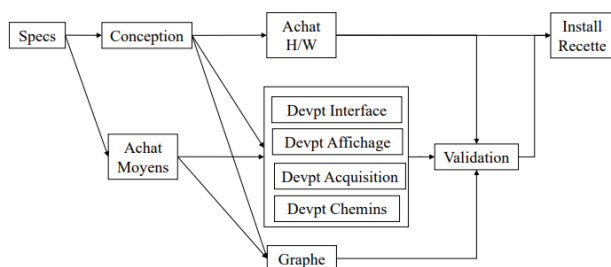 Specs
Conception
Achat
H/W
Install
Recette
Devpt Interface
Devpt Affichage
Achat
Moyens
Validation
Devpt Acquisition
Devpt Chemins
Graphe